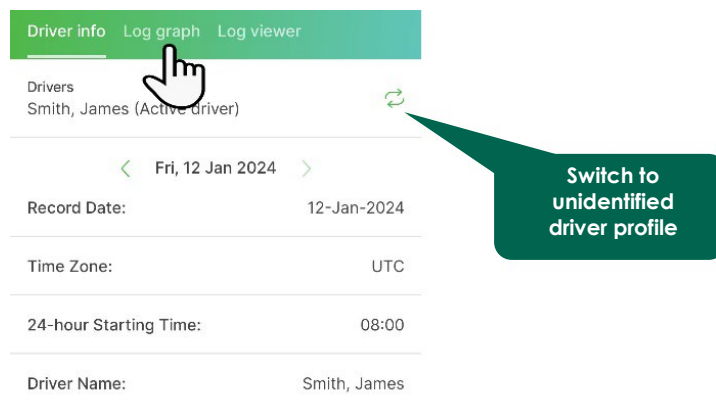 Driver info Log graph Log viewer
Drivers
Smith, James (Active driver)
Fri, 12 Jan 2024
Record Date: 12-Jan-2024
Time Zone: UTC
24-hour Starting Time: 08:00
Driver Name: Smith, James
Switch to
unidentified
driver profile